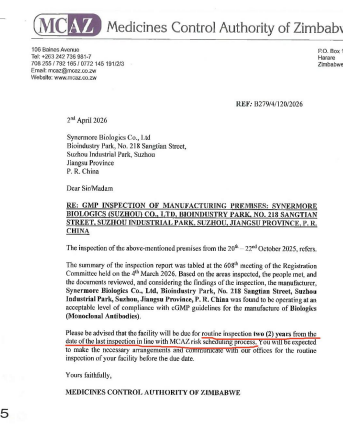 MCAZ Medicines Control Authority of Zimbabw
106 Baines Avenue
Tel: +263 242 736 981-7
708 255 / 792 165 / 0772 145 191/2/3
Email: mcaz@mcaz.co.zw
Website: www.mcaz.co.zw
P.O. Box 1
Harare
Zimbabwe
REF: B279/4/120/2026
2nd April 2026
Synermore Biologics Co., Ltd
Bioindustry Park, No. 218 Sangtian Street,
Suzhou Industrial Park, Suzhou
Jiangsu Province
P. R. China
Dear Sir/Madam
RE: GMP INSPECTION OF MANUFACTURING PREMISES: SYNERMORE
BIOLOGICS (SUZHOU) CO., LTD, BIOINDUSTRY PARK, NO. 218 SANGTIAN
STREET, SUZHOU INDUSTRIAL PARK, SUZHOU, JIANGSU PROVINCE, P. R.
CHINA
The inspection of the above-mentioned premises from the 20th – 22nd October 2025, refers.
The summary of the inspection report was tabled at the 608th meeting of the Registration
Committee held on the 4th March 2026. Based on the areas inspected, the people met, and
the documents reviewed, and considering the findings of the inspection, the manufacturer,
Synermore Biologics Co., Ltd, Bioindustry Park, No. 218 Sangtian Street, Suzhou
Industrial Park, Suzhou, Jiangsu Province, P. R. China was found to be operating at an
acceptable level of compliance with cGMP guidelines for the manufacture of Biologics
(Monoclonal Antibodies).
Please be advised that the facility will be due for routine inspection two (2) years from the
date of the last inspection in line with MCAZ risk scheduling process. You will be expected
to make the necessary arrangements and communicate with our offices for the routine
inspection of your facility before the due date.
Yours faithfully,
MEDICINES CONTROL AUTHORITY OF ZIMBABWE
5